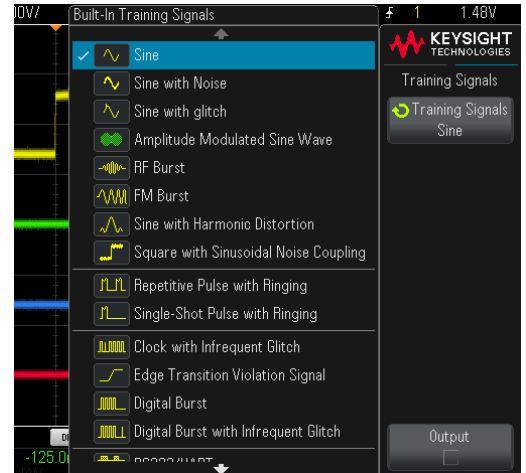 00V/
Built-In Training Signals
1 1.48V
KEYSIGHT
TECHNOLOGIES
Training Signals
Training Signals
Sine
Sine
Sine with Noise
Sine with glitch
Amplitude Modulated Sine Wave
RF Burst
FM Burst
Sine with Harmonic Distortion
Square with Sinusoidal Noise Coupling
Repetitive Pulse with Ringing
Single-Shot Pulse with Ringing
Clock with Infrequent Glitch
Edge Transition Violation Signal
Digital Burst
Digital Burst with Infrequent Glitch
Output
-125.0